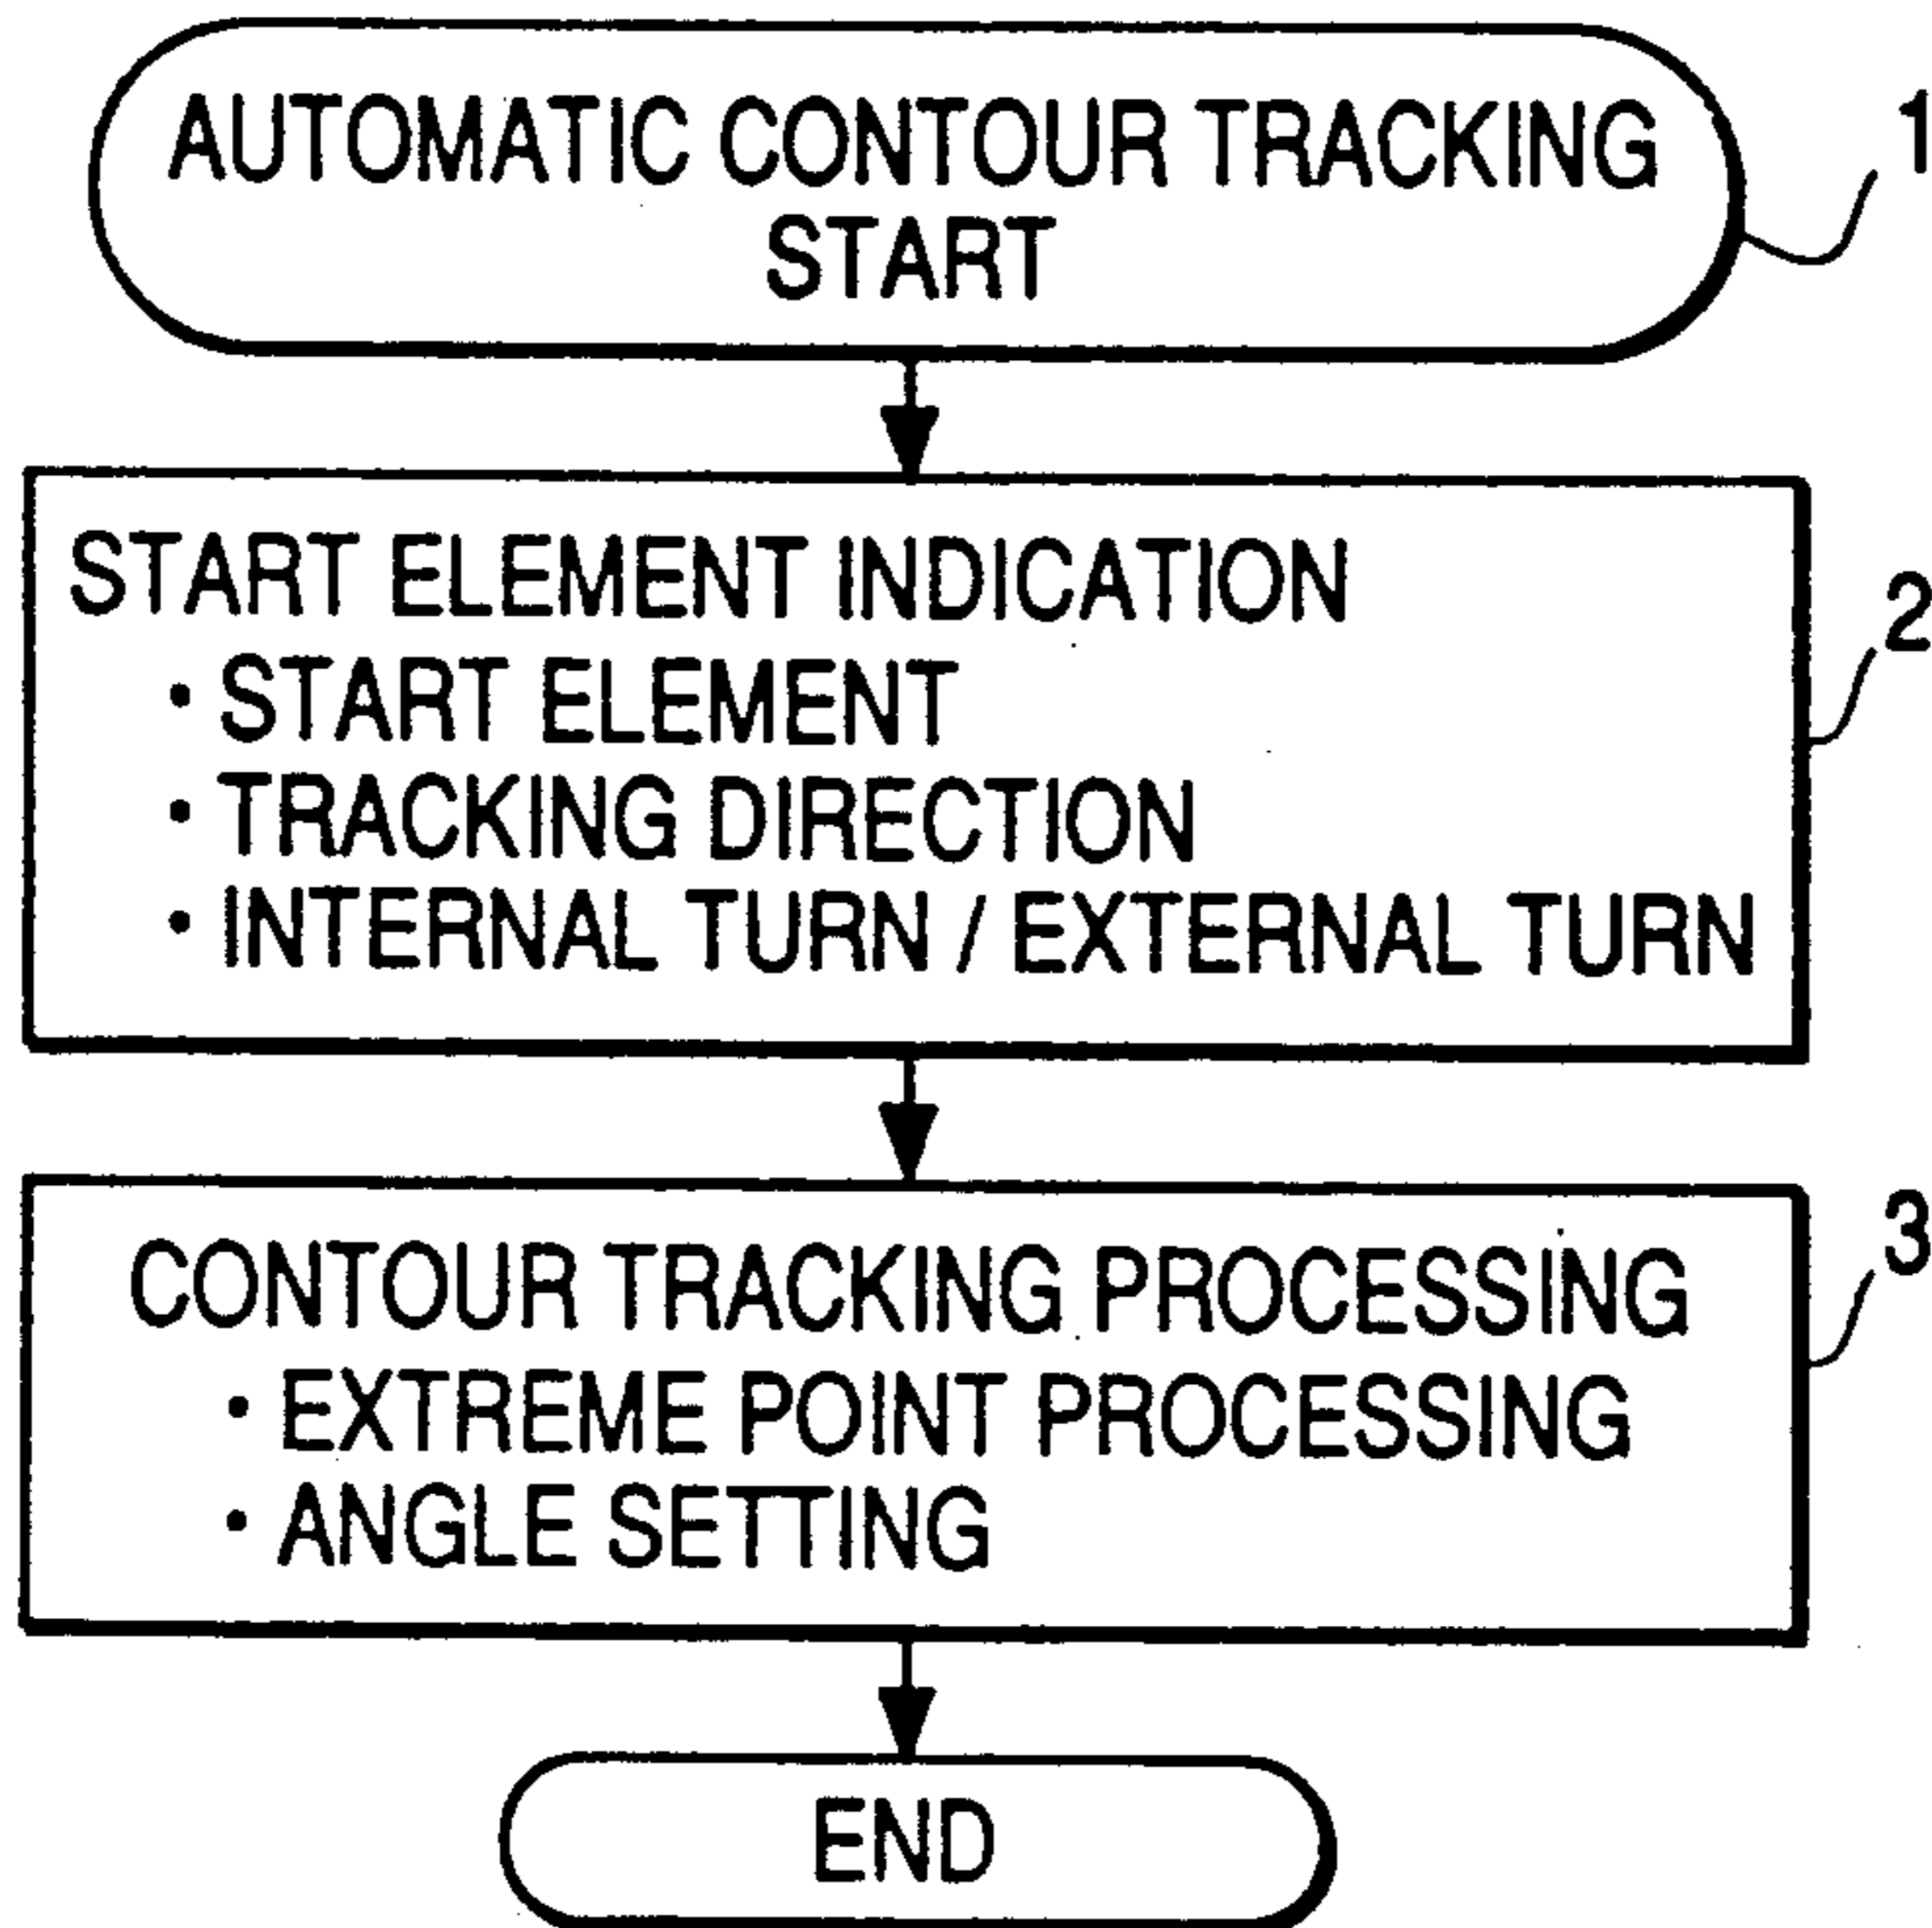 AUTOMATIC CONTOUR TRACKING
START
1
START ELEMENT INDICATION
• START ELEMENT
• TRACKING DIRECTION
• INTERNAL TURN / EXTERNAL TURN
2
CONTOUR TRACKING PROCESSING
• EXTREME POINT PROCESSING
• ANGLE SETTING
3
END